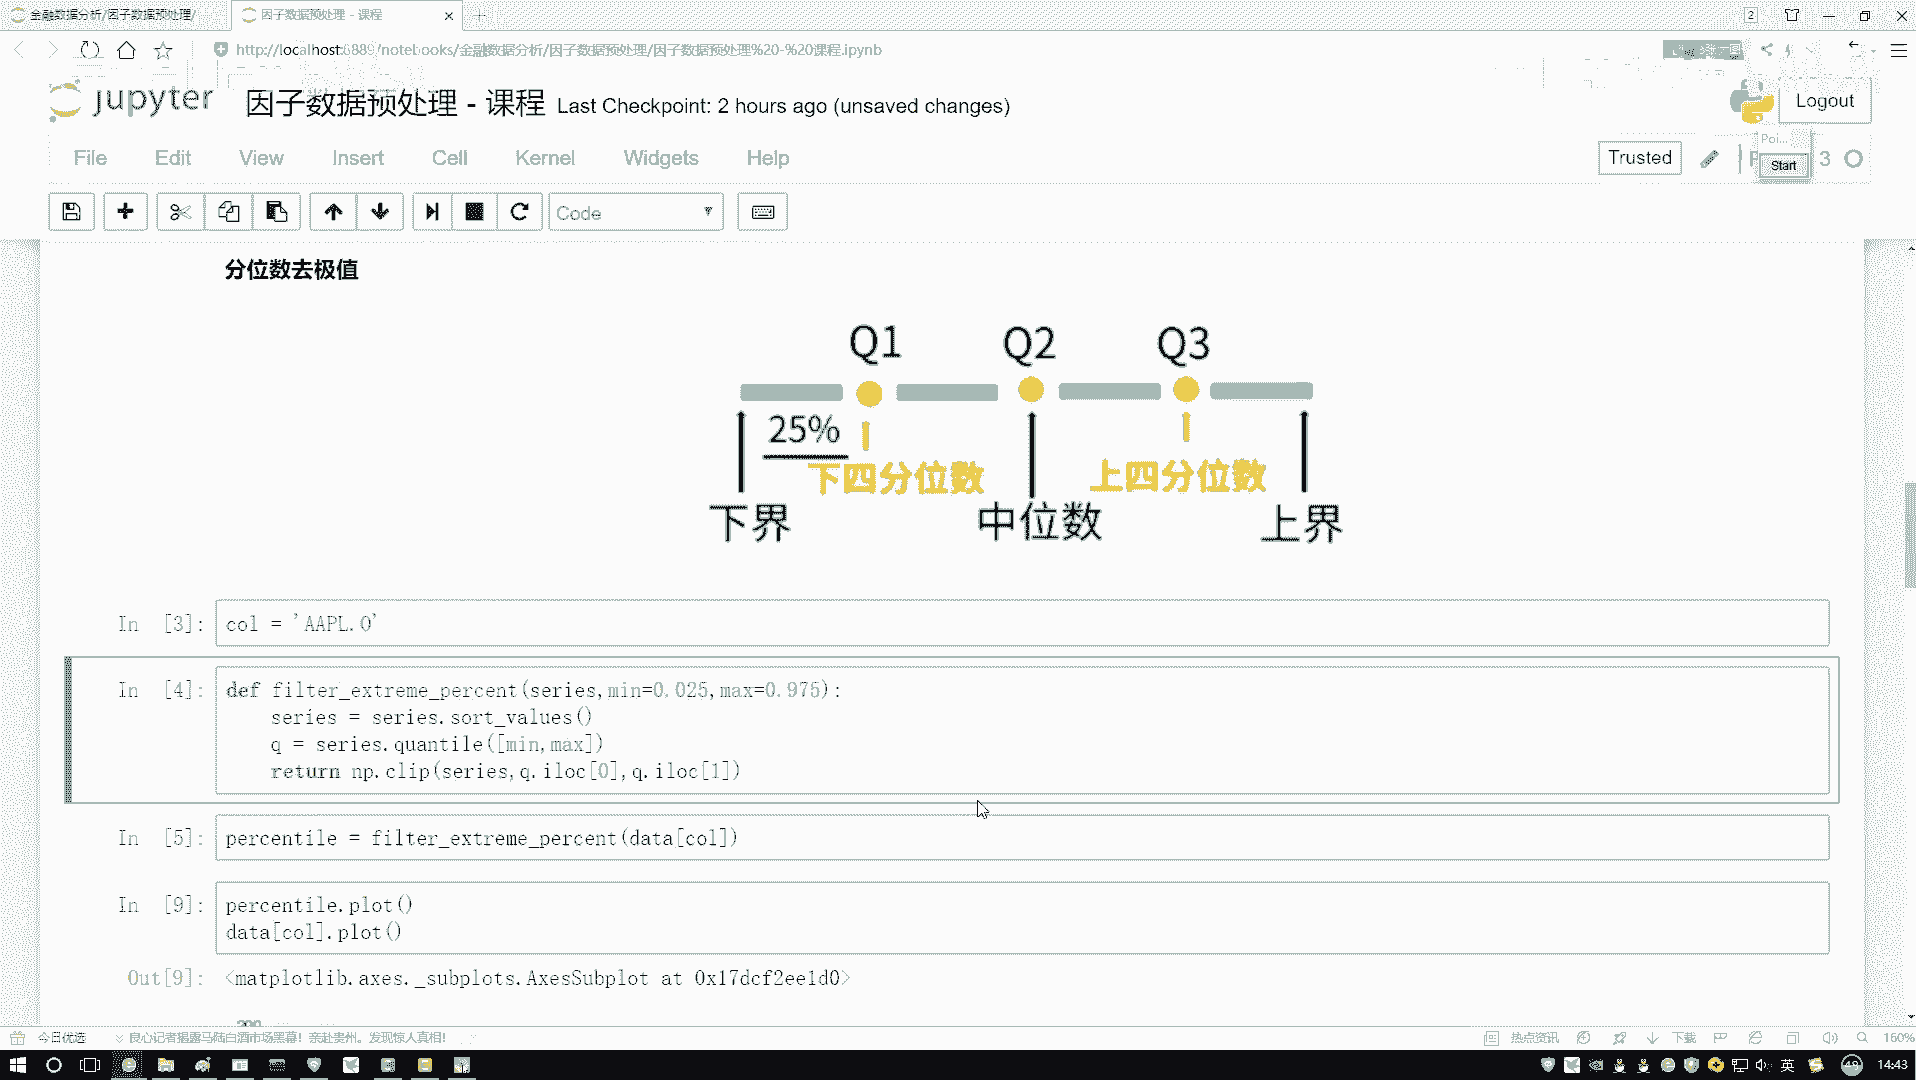 金融数据分析/因子数据预处理/
因子数据预处理 - 课程
2
http://localhost:8889/notebooks/金融数据分析/因子数据预处理/因子数据预处理%20-%20课程.ipynb
jupyter
因子数据预处理 - 课程 Last Checkpoint: 2 hours ago (unsaved changes)
Logout
File Edit View Insert Cell Kernel Widgets Help
Trusted
Start
3
Code
分位数去极值
Q1 Q2 Q3
25%
下四分位数 上四分位数
下界 中位数 上界
In [3]: col = 'AAPL.O'
In [4]: def filter_extreme_percent(series,min=0.025,max=0.975):
series = series.sort_values()
q = series.quantile([min,max])
return np.clip(series,q.iloc[0],q.iloc[1])
In [5]: percentile = filter_extreme_percent(data[col])
In [9]: percentile.plot()
data[col].plot()
Out[9]: <matplotlib.axes._subplots.AxesSubplot at 0x17dcf2ee1d0>
今日优选
良心记者揭露马陆白酒市场黑幕！亲赴贵州。发现惊人真相！
热点资讯
下载
160%
英
49
14:43